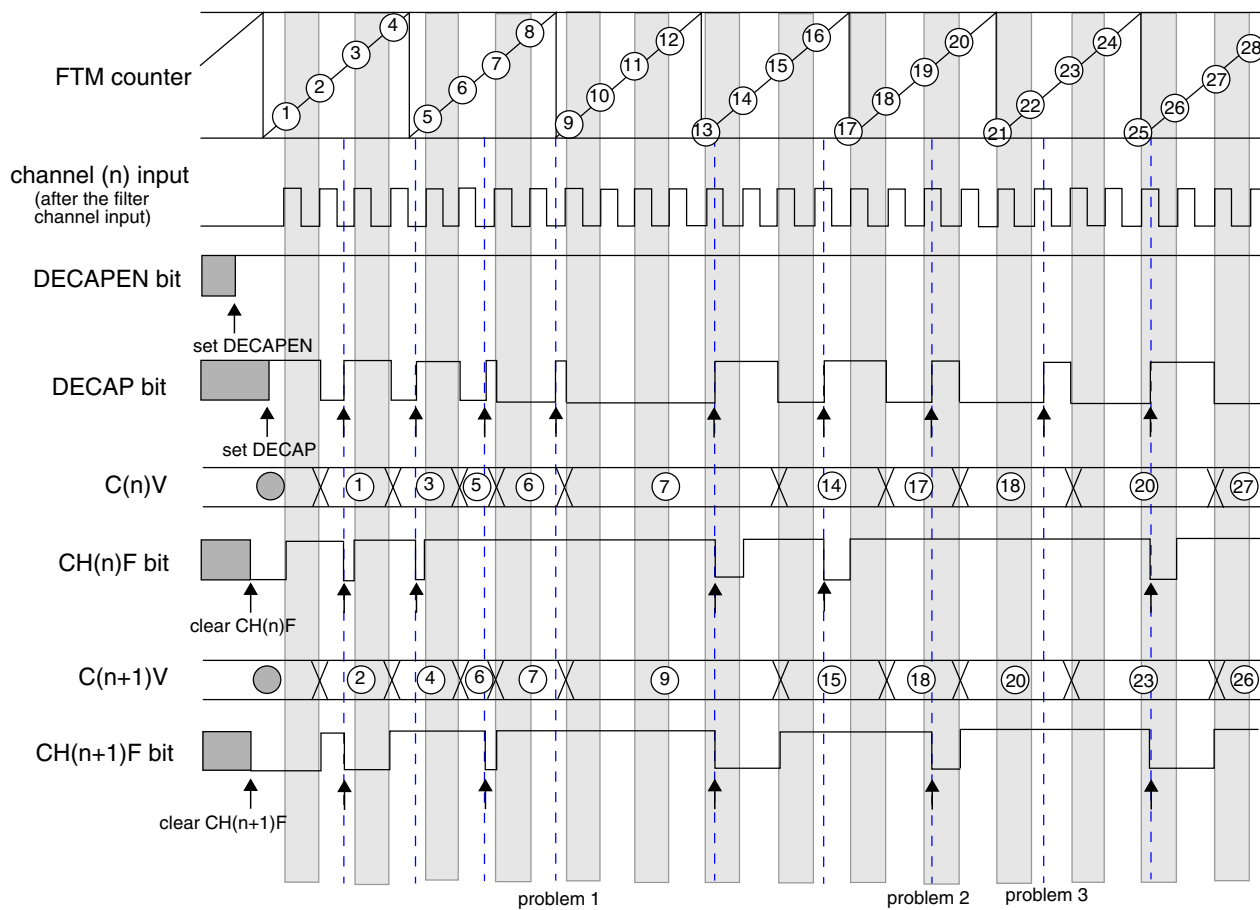 FTM counter
1 2 3 4 5 6 7 8 9 10 11 12 13 14 15 16 17 18 19 20 21 22 23 24 25 26 27 28
channel (n) input
(after the filter
channel input)
DECAPEN bit
set DECAPEN
DECAP bit
set DECAP
C(n)V
1 3 5 6 7 14 17 18 20 27
CH(n)F bit
clear CH(n)F
C(n+1)V
2 4 6 7 9 15 18 20 23 26
CH(n+1)F bit
clear CH(n+1)F
problem 1 problem 2 problem 3